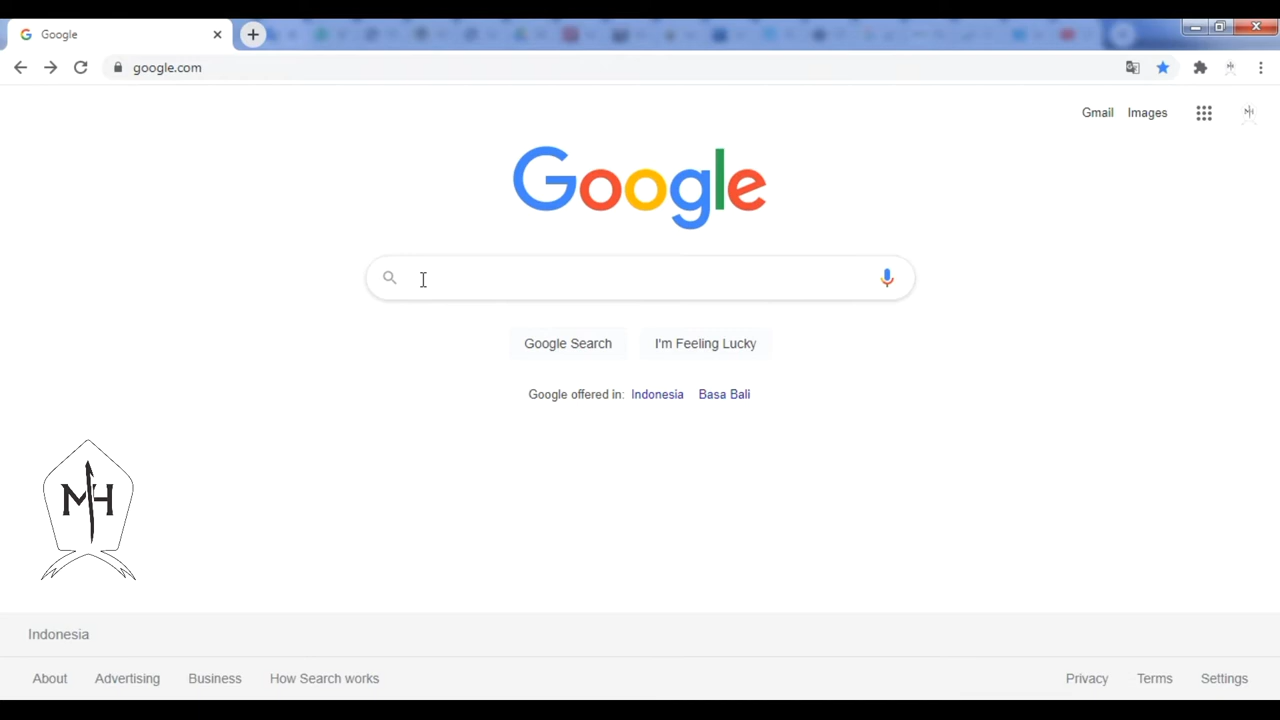 Google
google.com
Gmail Images
Google
Google Search I'm Feeling Lucky
Google offered in: Indonesia Basa Bali
MH
Indonesia
About Advertising Business How Search works Privacy Terms Settings